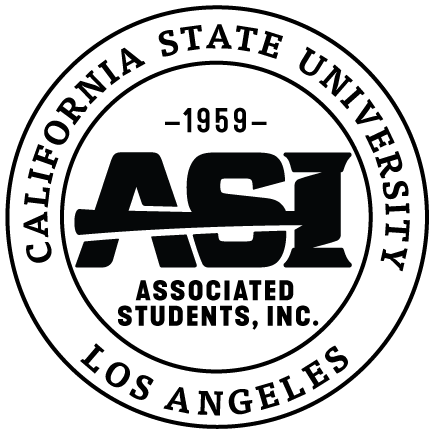 CALIFORNIA STATE UNIVERSITY
–1959–
ASI
ASSOCIATED
STUDENTS, INC.
LOS ANGELES